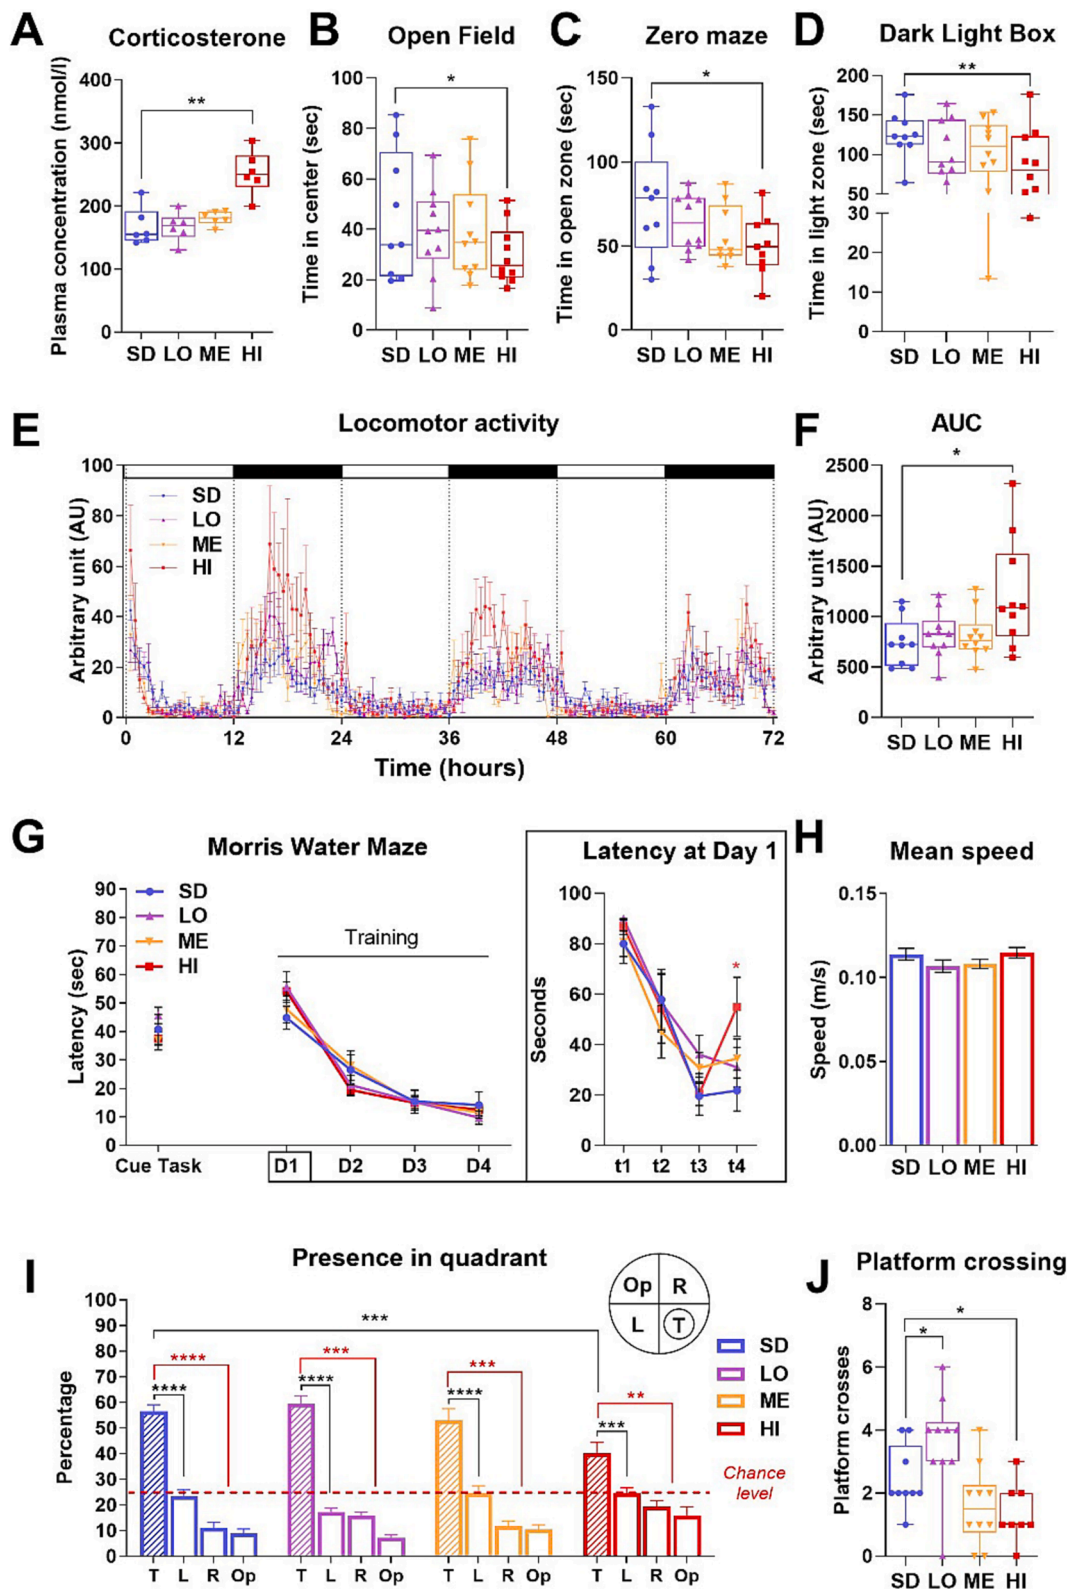 A
Corticosterone
Plasma concentration (nmol/l)
400
300
200
100
0
**
SD LO ME HI
B
Open Field
Time in center (sec)
100
80
60
40
20
0
*
SD LO ME HI
C
Zero maze
Time in open zone (sec)
150
100
50
0
*
SD LO ME HI
D
Dark Light Box
Time in light zone (sec)
200
150
100
50
30
20
10
0
**
SD LO ME HI
E
Locomotor activity
Arbitrary unit (AU)
100
80
60
40
20
0
SD
LO
ME
HI
0 12 24 36 48 60 72
Time (hours)
F
AUC
Arbitrary unit (AU)
2500
2000
1500
1000
500
0
*
SD LO ME HI
G
Morris Water Maze
Latency (sec)
90
80
70
60
50
40
30
20
10
0
SD
LO
ME
HI
Training
Cue Task D1 D2 D3 D4
Latency at Day 1
Seconds
100
80
60
40
20
0
*
t1 t2 t3 t4
H
Mean speed
Speed (m/s)
0.15
0.10
0.05
0.00
SD LO ME HI
I
Presence in quadrant
Percentage
100
90
80
70
60
50
40
30
20
10
0
***
**** *** *** **
**** **** **** ***
Op R
L T
SD
LO
ME
HI
Chance
level
T L R Op T L R Op T L R Op T L R Op
J
Platform crossing
Platform crosses
8
6
4
2
0
*
*
SD LO ME HI